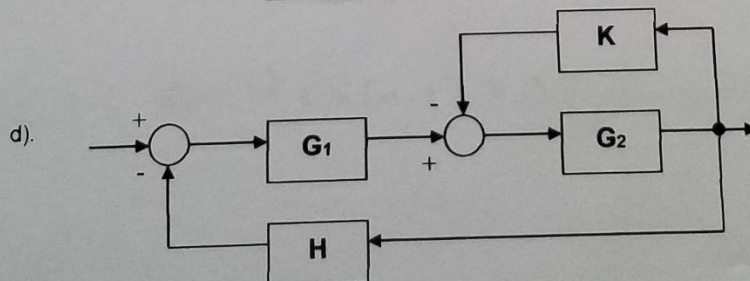 K
-
d).
+
G₁
+
G₂
-
H